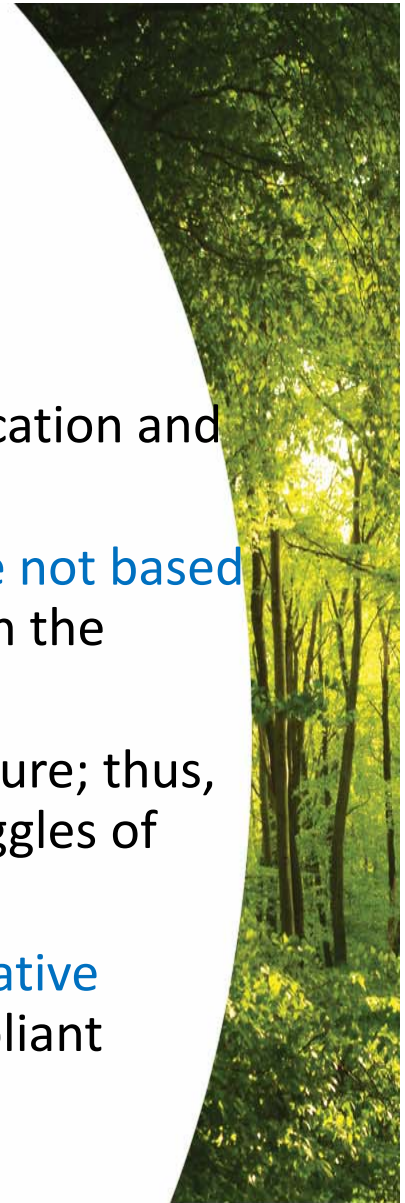 cation and
e not based
n the
ure; thus,
ggles of
ative
liant